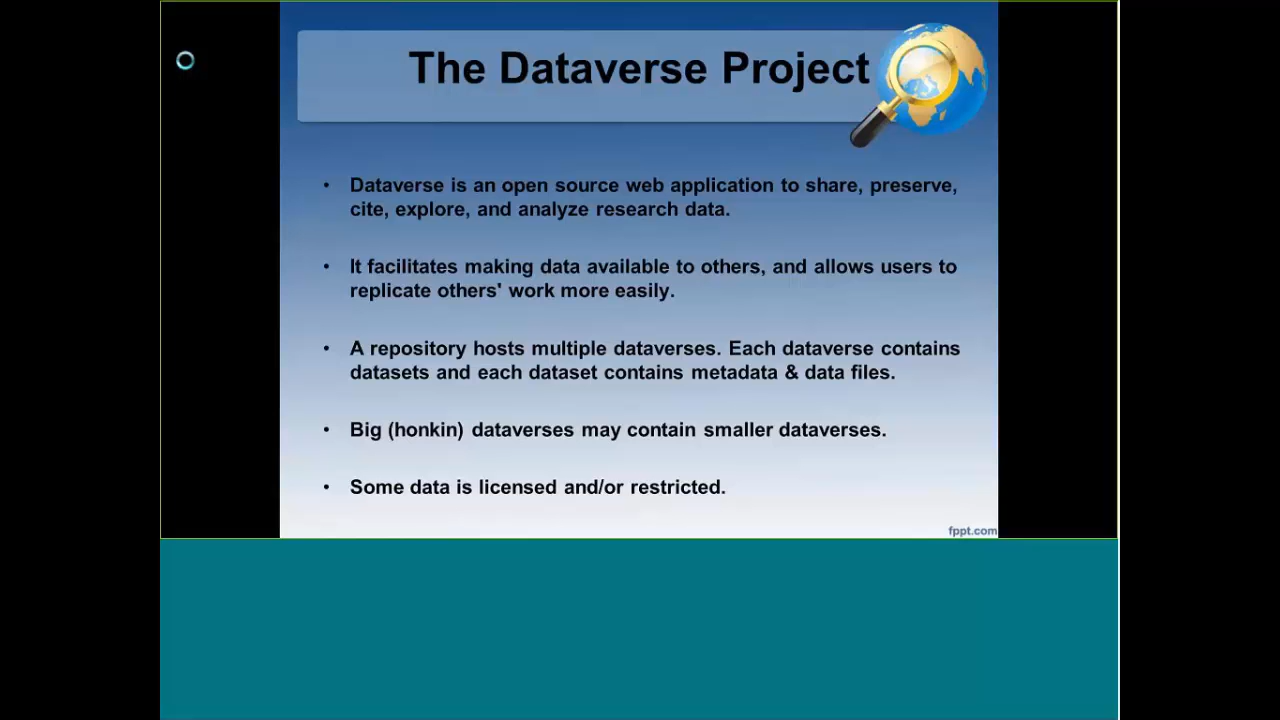 The Dataverse Project
• Dataverse is an open source web application to share, preserve,
cite, explore, and analyze research data.
• It facilitates making data available to others, and allows users to
replicate others' work more easily.
• A repository hosts multiple dataverses. Each dataverse contains
datasets and each dataset contains metadata & data files.
• Big (honkin) dataverses may contain smaller dataverses.
• Some data is licensed and/or restricted.
fppt.com